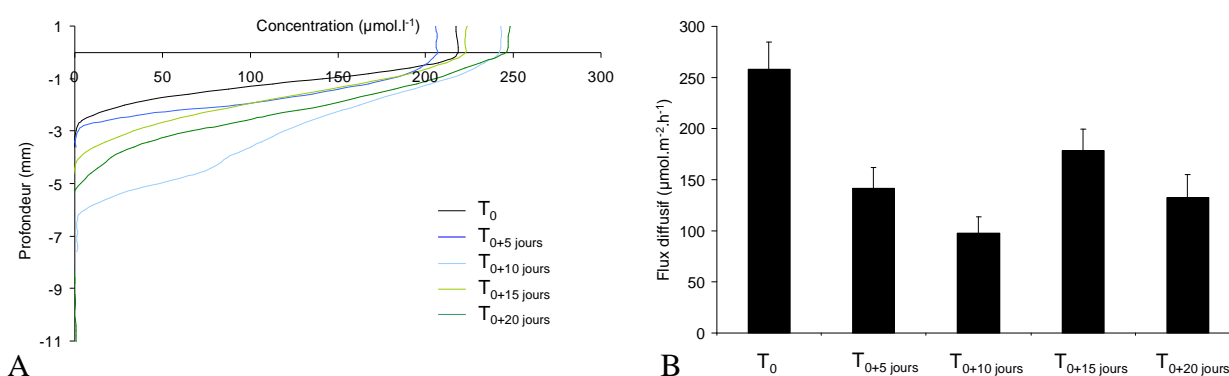 Concentration (µmol.l⁻¹)
1
0 50 100 150 200 250 300
-1
-3
-5
-7
-9
-11
Profondeur (mm)
T₀
T₀₊₅ jours
T₀₊₁₀ jours
T₀₊₁₅ jours
T₀₊₂₀ jours
A
Flux diffusif (µmol.m⁻².h⁻¹)
300
250
200
150
100
50
0
T₀ T₀₊₅ jours T₀₊₁₀ jours T₀₊₁₅ jours T₀₊₂₀ jours
B